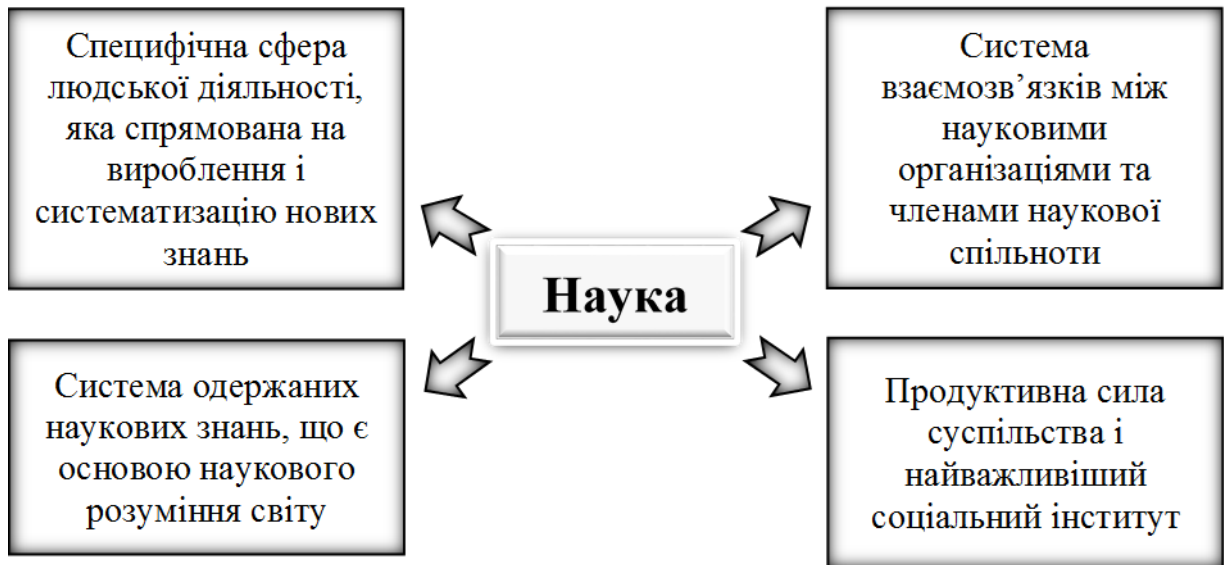 Специфічна сфера
людської діяльності,
яка спрямована на
вироблення і
систематизацію нових
знань
Система
взаємозв’язків між
науковими
організаціями та
членами наукової
спільноти
Наука
Система одержаних
наукових знань, що є
основою наукового
розуміння світу
Продуктивна сила
суспільства і
найважливіший
соціальний інститут